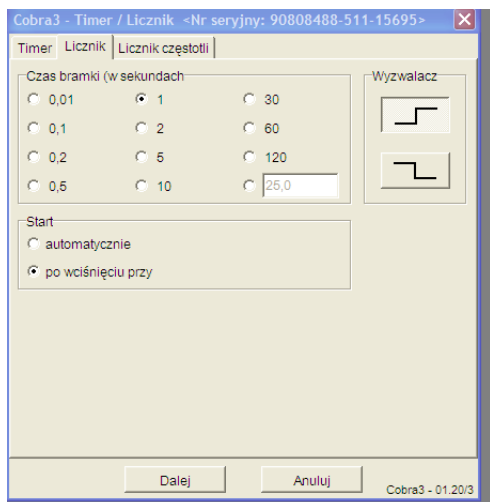 Cobra3 - Timer / Licznik <Nr seryjny: 90808488-511-15695>
Timer Licznik Licznik częstotli
Czas bramki (w sekundach
0,01 1 30
0,1 2 60
0,2 5 120
0,5 10 25,0
Wyzwalacz
Start
automatycznie
po wciśnięciu przy
Dalej Anuluj
Cobra3 - 01.20/3